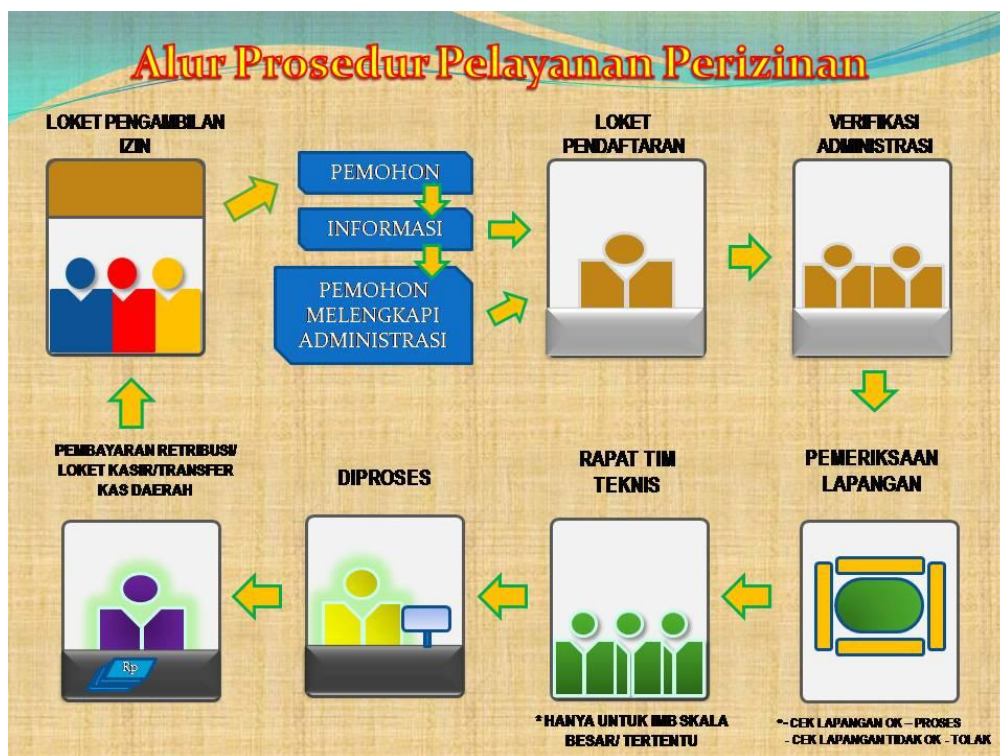 Alur Prosedur Pelayanan Perizinan
LOKET PENGAMBILAN
IZIN
PEMOHON
INFORMASI
PEMOHON
MELENGKAPI
ADMINISTRASI
LOKET
PENDAFTARAN
VERIFIKASI
ADMINISTRASI
PEMBAYARAN RETRIBUSI/
LOKET KASIR/TRANSFER
KAS DAERAH
DIPROSES
RAPAT TIM
TEKNIS
PEMERIKSAAN
LAPANGAN
Rp
* HANYA UNTUK IMB SKALA
BESAR/ TERTENTU
*- CEK LAPANGAN OK – PROSES
- CEK LAPANGAN TIDAK OK - TOLAK